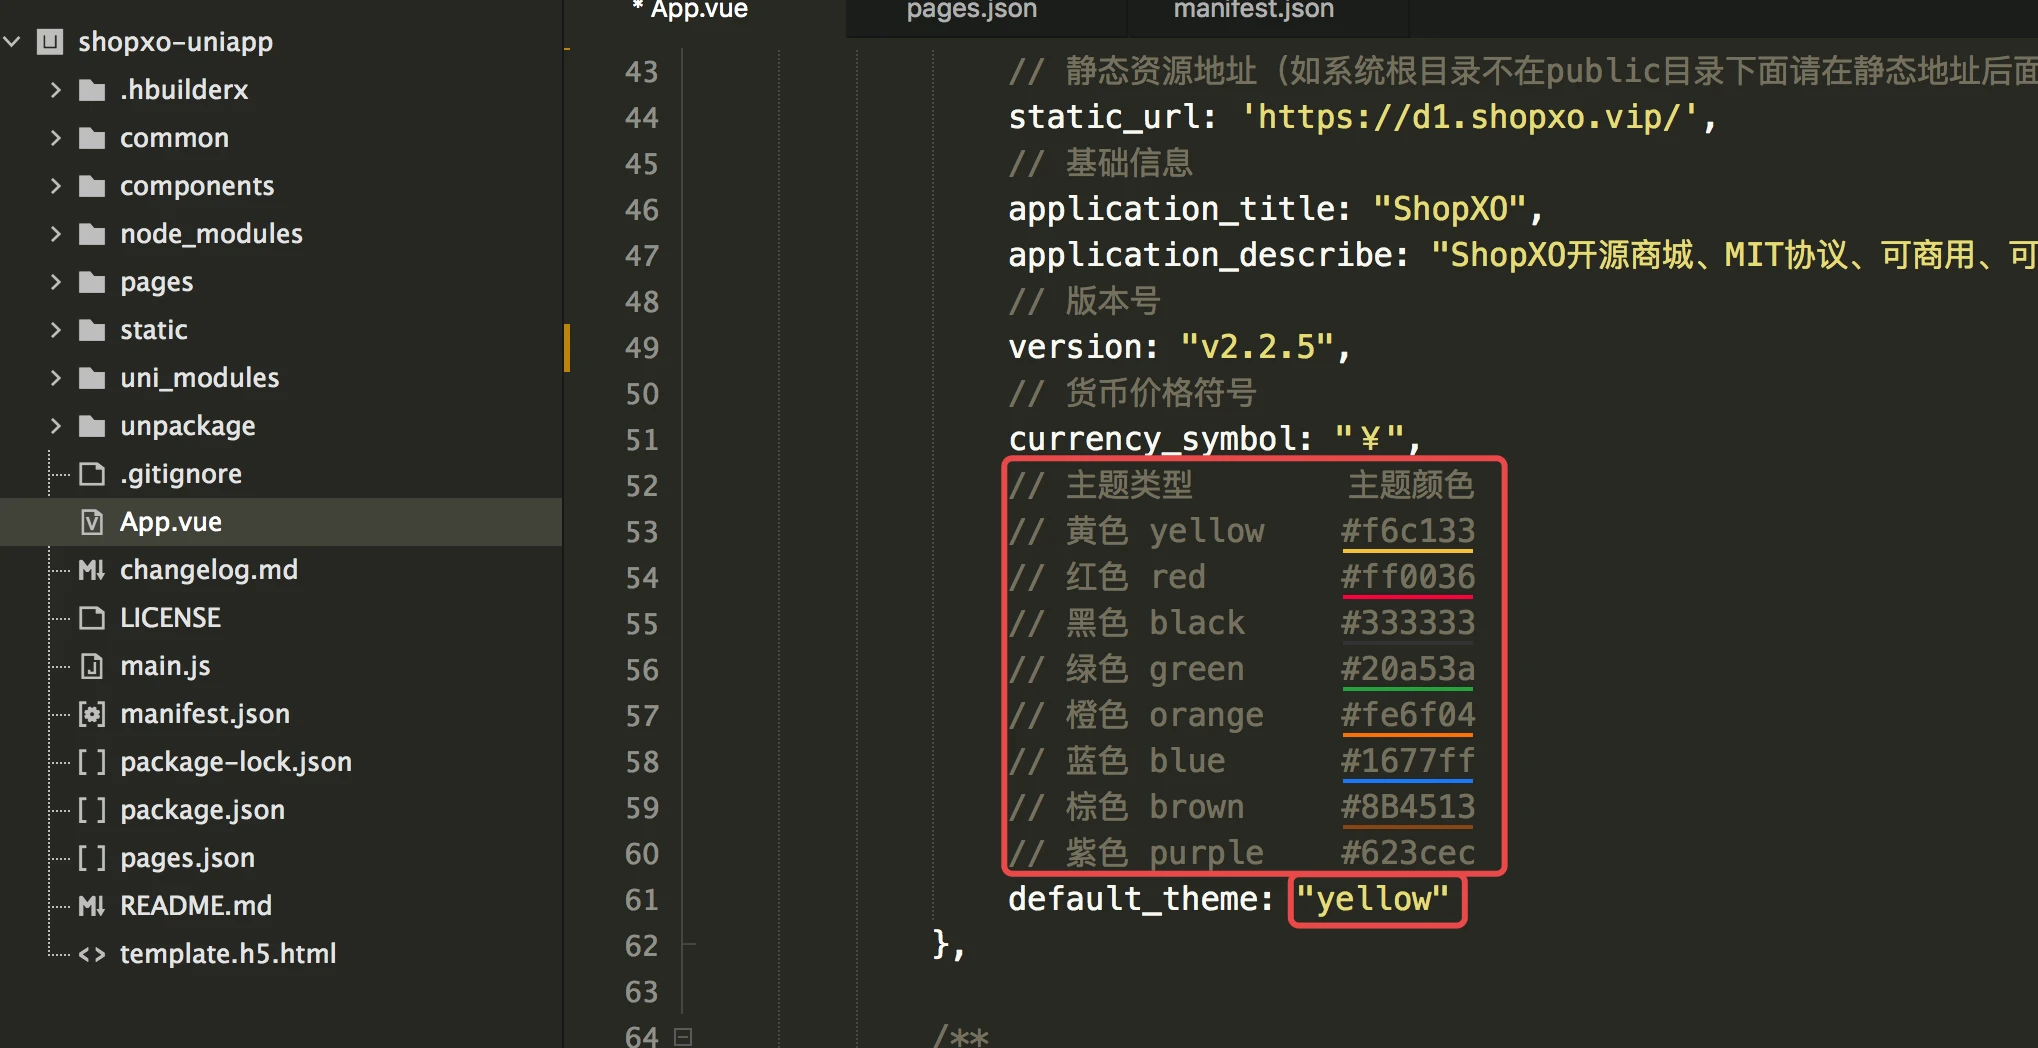 shopxo-uniapp
.hbuilderx
common
components
node_modules
pages
static
uni_modules
unpackage
.gitignore
App.vue
changelog.md
LICENSE
main.js
manifest.json
package-lock.json
package.json
pages.json
README.md
template.h5.html
* App.vue
pages.json
manifest.json
43 // 静态资源地址（如系统根目录不在public目录下面请在静态地址后面
44 static_url: 'https://d1.shopxo.vip/',
45 // 基础信息
46 application_title: "ShopXO",
47 application_describe: "ShopXO开源商城、MIT协议、可商用、可
48 // 版本号
49 version: "v2.2.5",
50 // 货币价格符号
51 currency_symbol: "￥",
52 // 主题类型 主题颜色
53 // 黄色 yellow #f6c133
54 // 红色 red #ff0036
55 // 黑色 black #333333
56 // 绿色 green #20a53a
57 // 橙色 orange #fe6f04
58 // 蓝色 blue #1677ff
59 // 棕色 brown #8B4513
60 // 紫色 purple #623cec
61 default_theme: "yellow"
62 },
63
64 /**